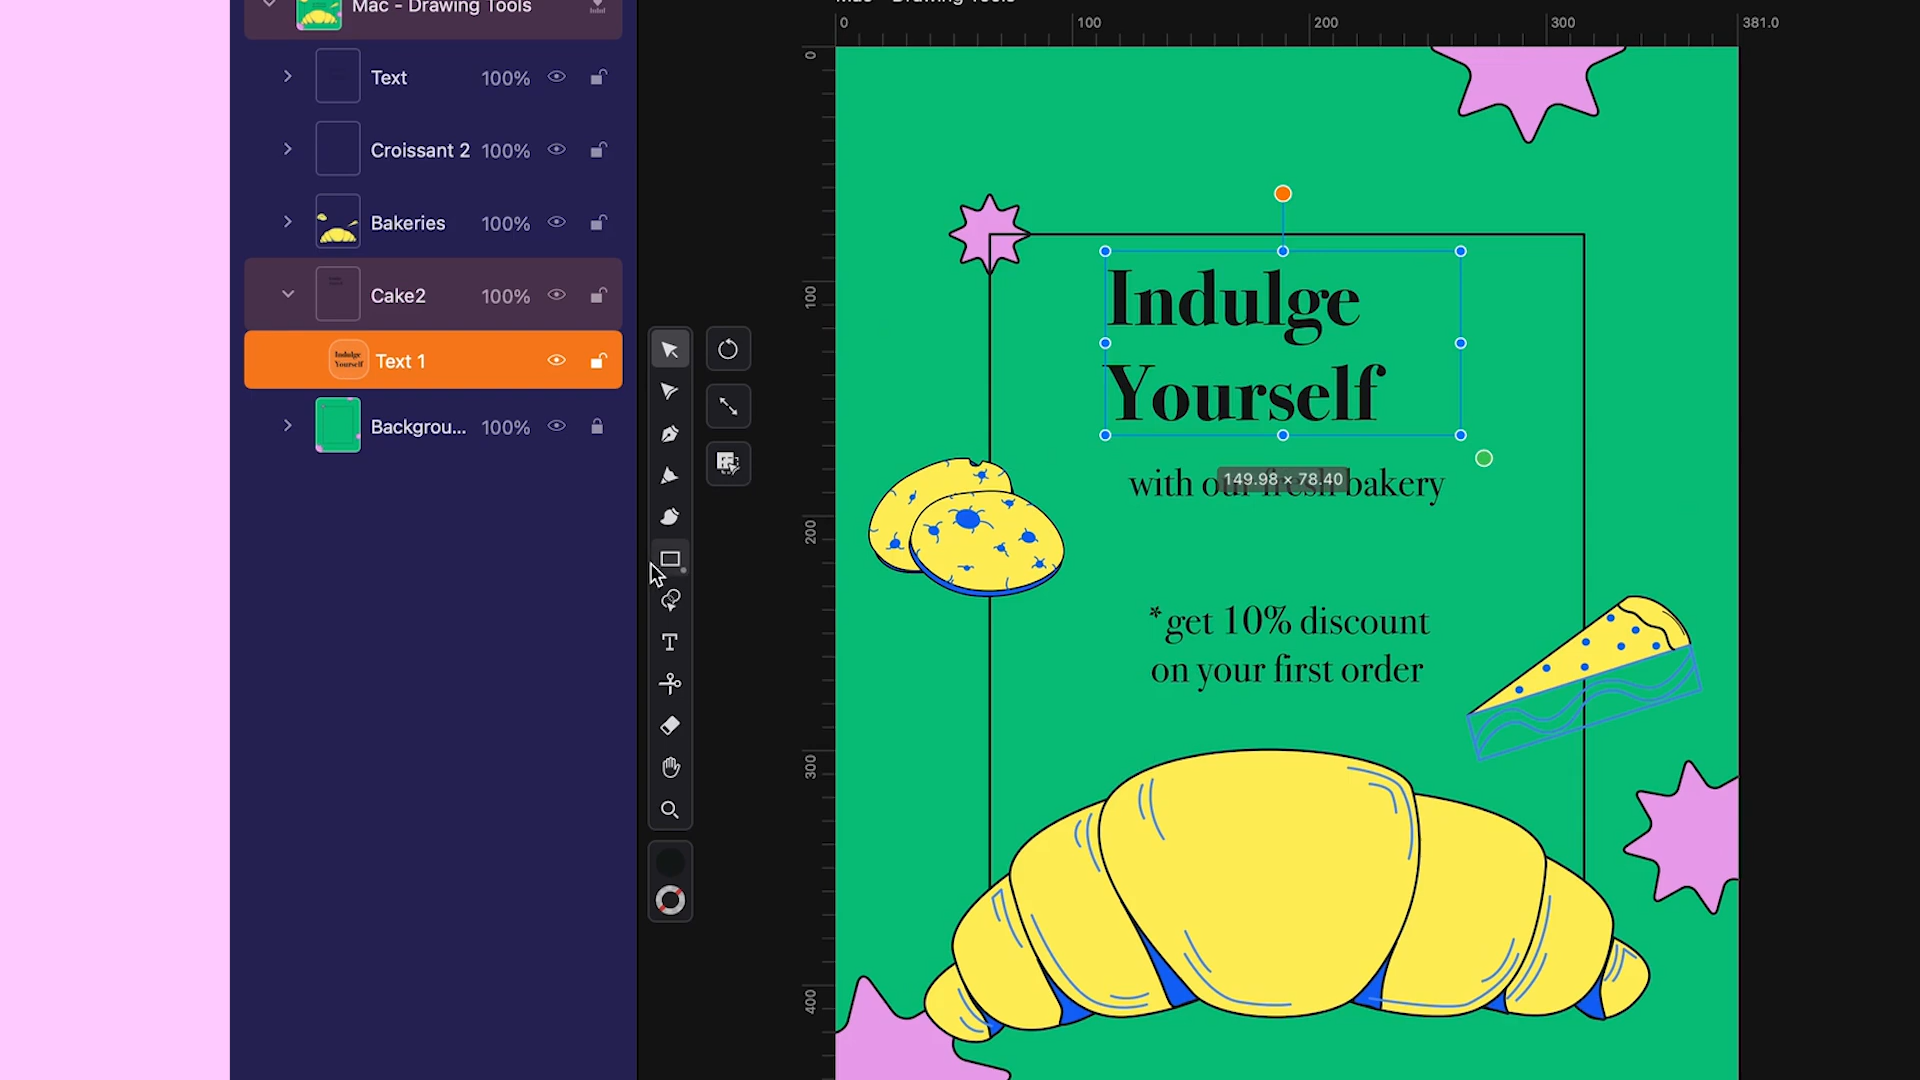 Mac - Drawing Tools
Text 100%
Croissant 2 100%
Bakeries 100%
Cake2 100%
Indulge
Yourself
Text 1
Backgrou... 100%
0 100 200 300 381.0
0
100
200
300
400
Indulge
Yourself
with our fresh bakery
149.98 × 78.40
*get 10% discount
on your first order
T